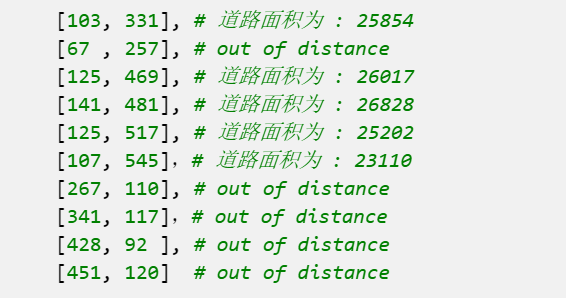 [103, 331], # 道路面积为 : 25854
[67 , 257], # out of distance
[125, 469], # 道路面积为 : 26017
[141, 481], # 道路面积为 : 26828
[125, 517], # 道路面积为 : 25202
[107, 545]，# 道路面积为 : 23110
[267, 110], # out of distance
[341, 117]，# out of distance
[428, 92 ], # out of distance
[451, 120]  # out of distance